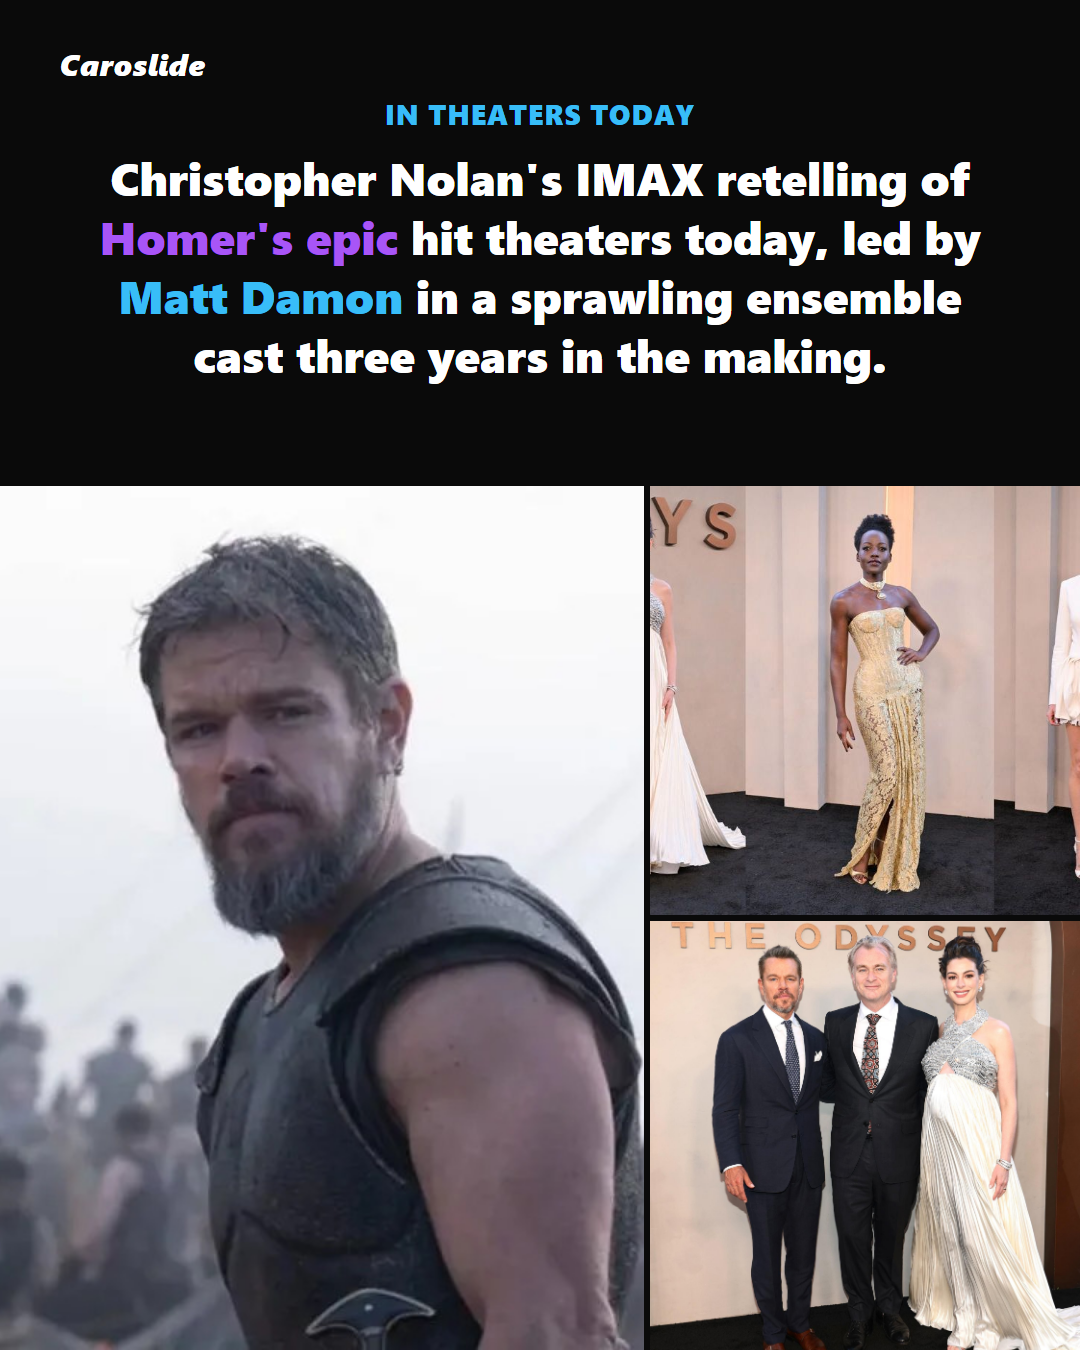 Caroslide
IN THEATERS TODAY
Christopher Nolan's IMAX retelling of
Homer's epic hit theaters today, led by
Matt Damon in a sprawling ensemble
cast three years in the making.
YS
THE ODYSSEY